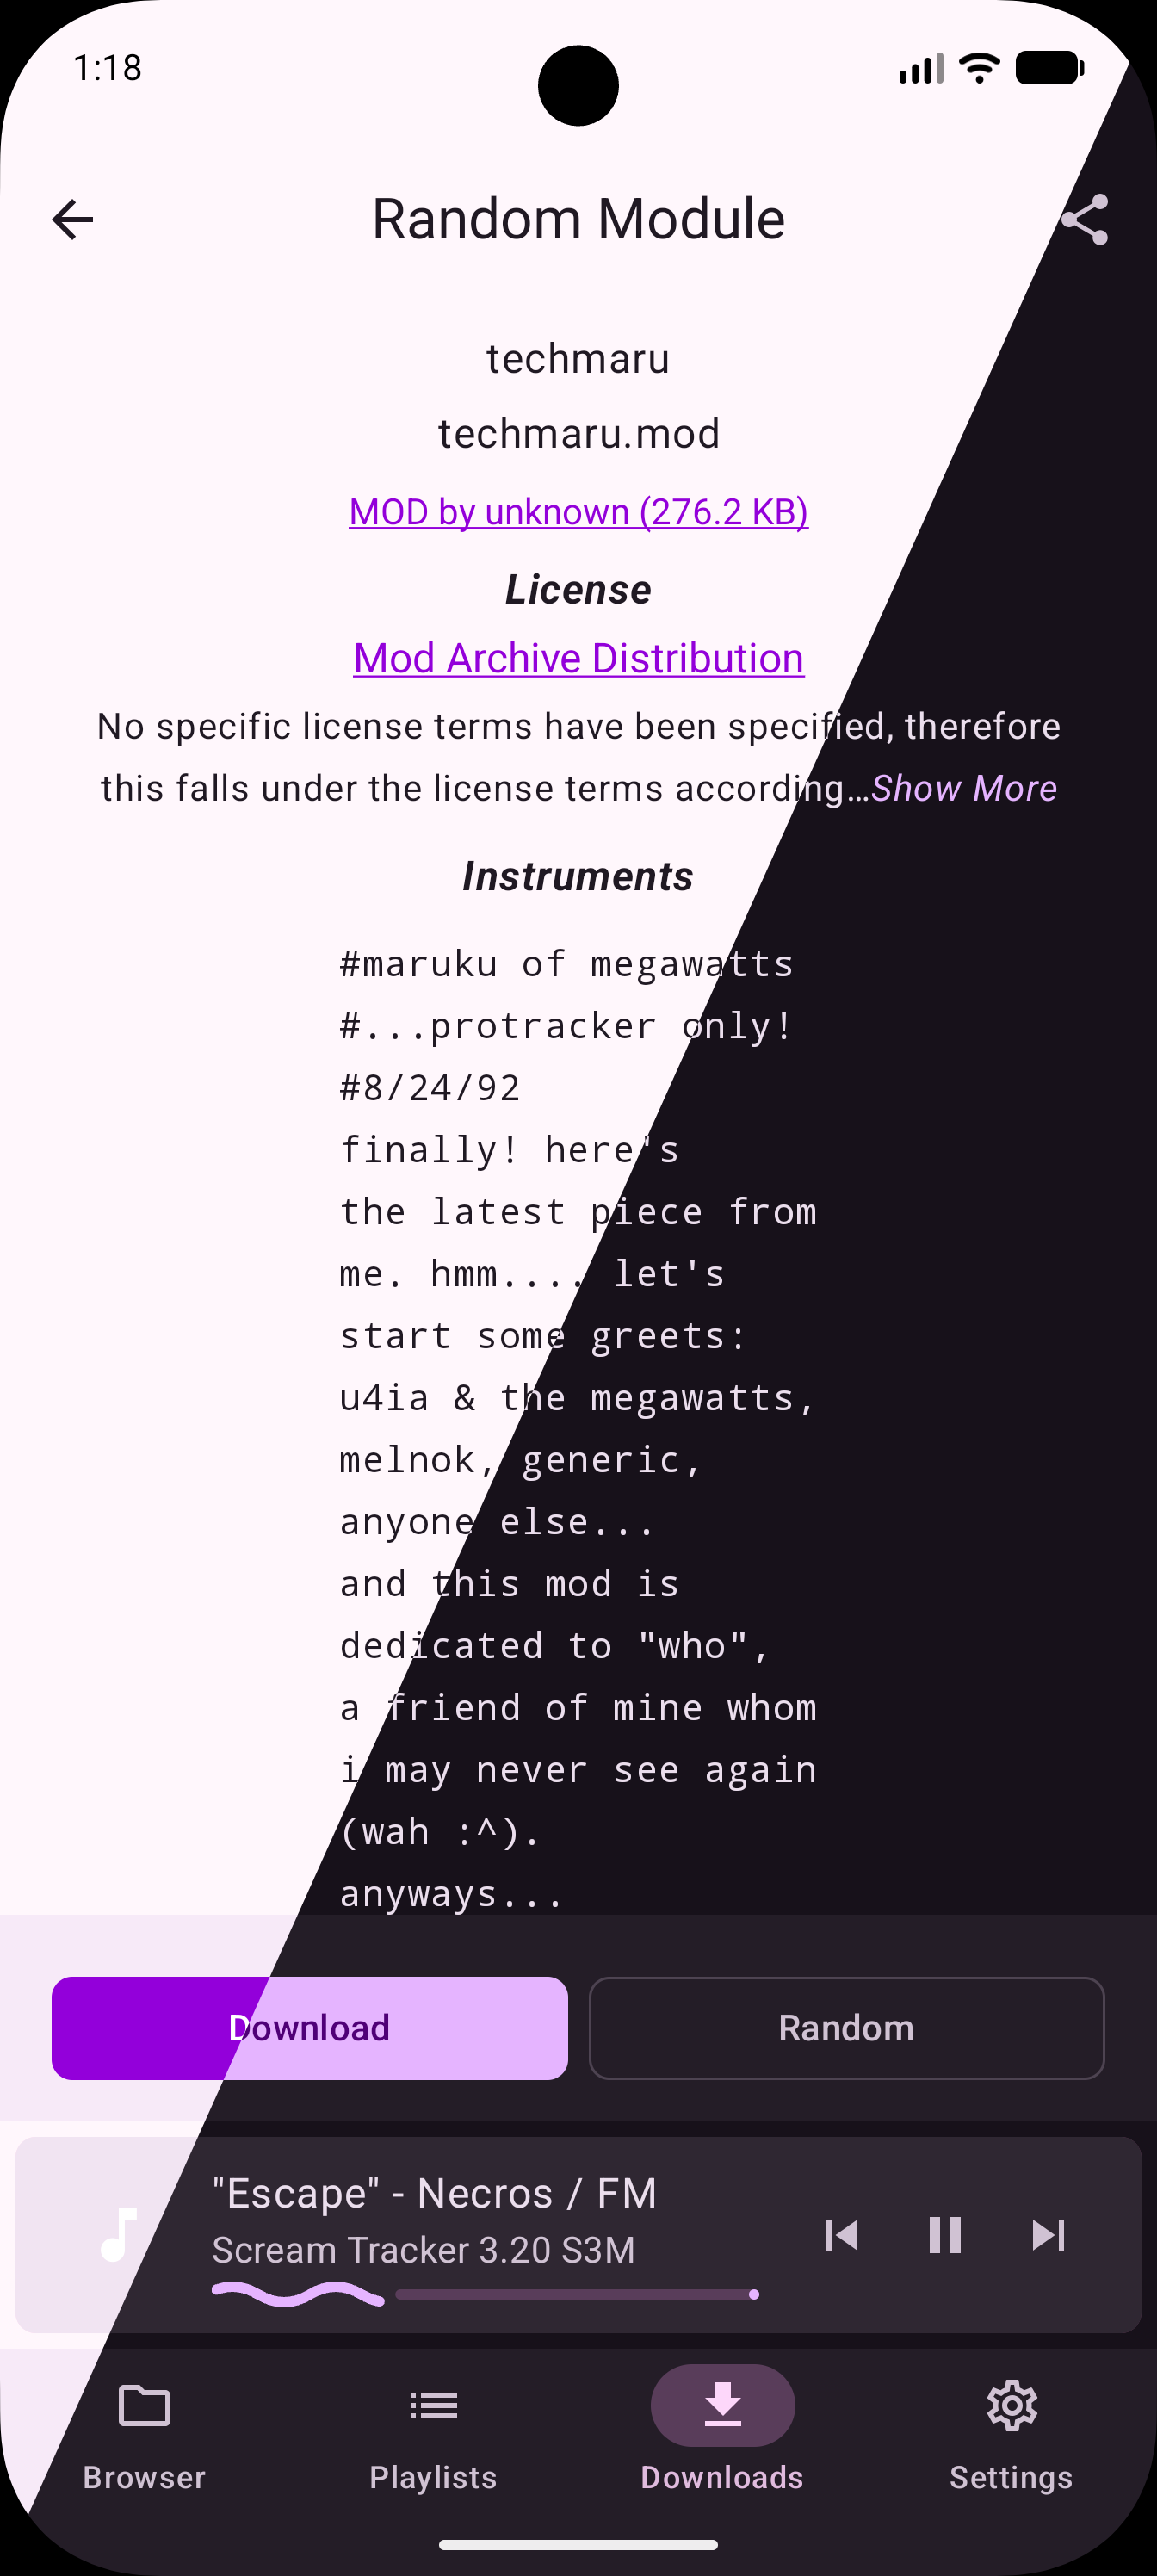 1:18
Random Module
techmaru
techmaru.mod
MOD by unknown (276.2 KB)
License
Mod Archive Distribution
No specific license terms have been specified, therefore
this falls under the license terms according…Show More
Instruments
#maruku of megawatts
#...protracker only!
#8/24/92
finally! here's
the latest piece from
me. hmm.... let's
start some greets:
u4ia & the megawatts,
melnok, generic,
anyone else...
and this mod is
dedicated to "who",
a friend of mine whom
i may never see again
(wah :^).
anyways...
Download
Random
"Escape" - Necros / FM
Scream Tracker 3.20 S3M
Browser
Playlists
Downloads
Settings